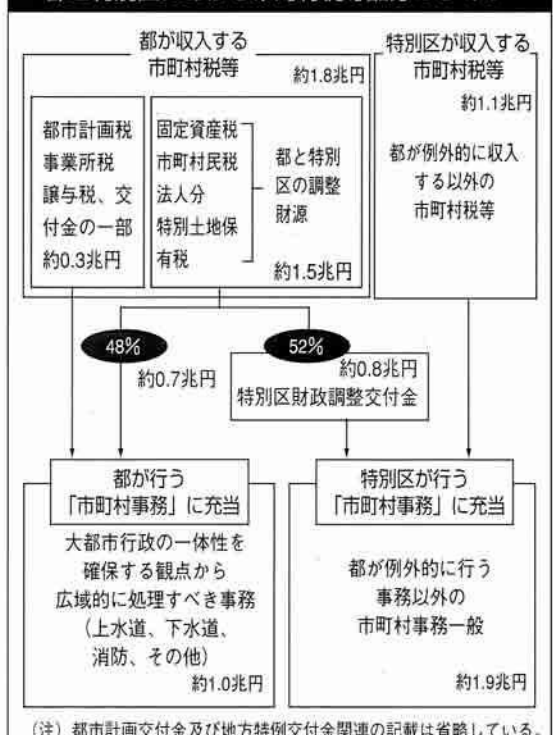 都が収入する
市町村税等
約1.8兆円
都市計画税
事業所税
譲与税、交
付金の一部
約0.3兆円
固定資産税
市町村民税
法人分
特別土地保
有税
都と特別
区の調整
財源
約1.5兆円
特別区が収入する
市町村税等
約1.1兆円
都が例外的に収入
する以外の
市町村税等
48%
約0.7兆円
52%
約0.8兆円
特別区財政調整交付金
都が行う
「市町村事務」に充当
大都市行政の一体性を
確保する観点から
広域的に処理すべき事務
(上水道、下水道、
消防、その他)
約1.0兆円
特別区が行う
「市町村事務」に充当
都が例外的に行う
事務以外の
市町村事務一般
約1.9兆円
(注) 都市計画交付金及び地方特例交付金関連の記載は省略している。